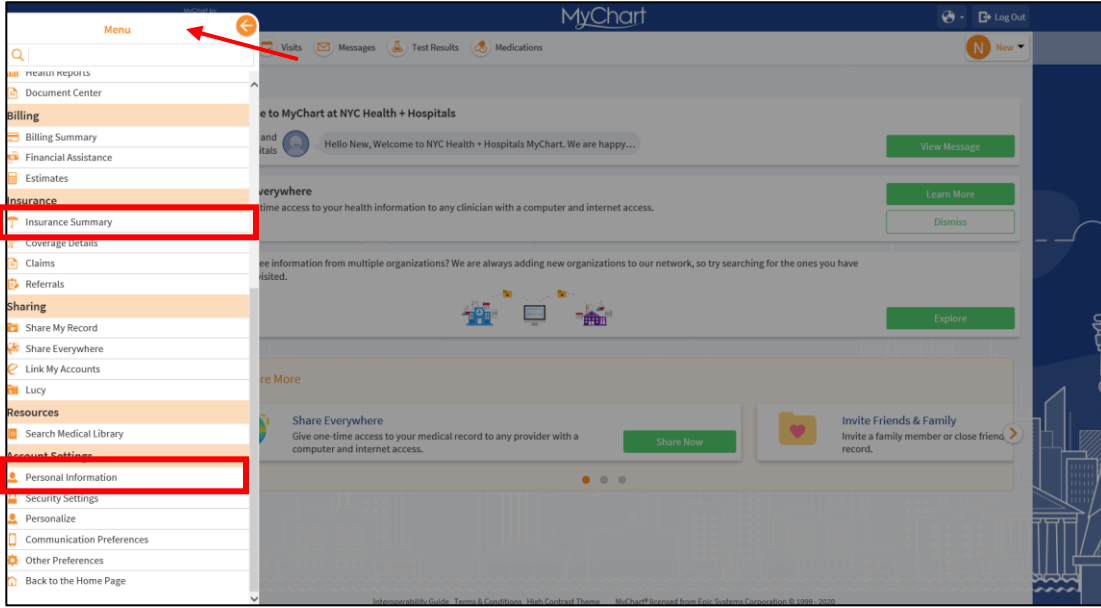 MyChart by
MyChart
Log Out
Menu
Visits
Messages
Test Results
Medications
N
New
Health Reports
Document Center
Billing
Billing Summary
Financial Assistance
Estimates
Insurance
Insurance Summary
Coverage Details
Claims
Referrals
Sharing
Share My Record
Share Everywhere
Link My Accounts
Lucy
Resources
Search Medical Library
Account Settings
Personal Information
Security Settings
Personalize
Communication Preferences
Other Preferences
Back to the Home Page
e to MyChart at NYC Health + Hospitals
and
itals
Hello New, Welcome to NYC Health + Hospitals MyChart. We are happy...
View Message
verywhere
time access to your health information to any clinician with a computer and internet access.
Learn More
Dismiss
ee information from multiple organizations? We are always adding new organizations to our network, so try searching for the ones you have
visited.
Explore
re More
Share Everywhere
Give one-time access to your medical record to any provider with a
computer and internet access.
Share Now
Invite Friends & Family
Invite a family member or close friend
record.
Interoperability Guide Terms & Conditions High Contrast Theme MyChart® licensed from Epic Systems Corporation © 1999 - 2020